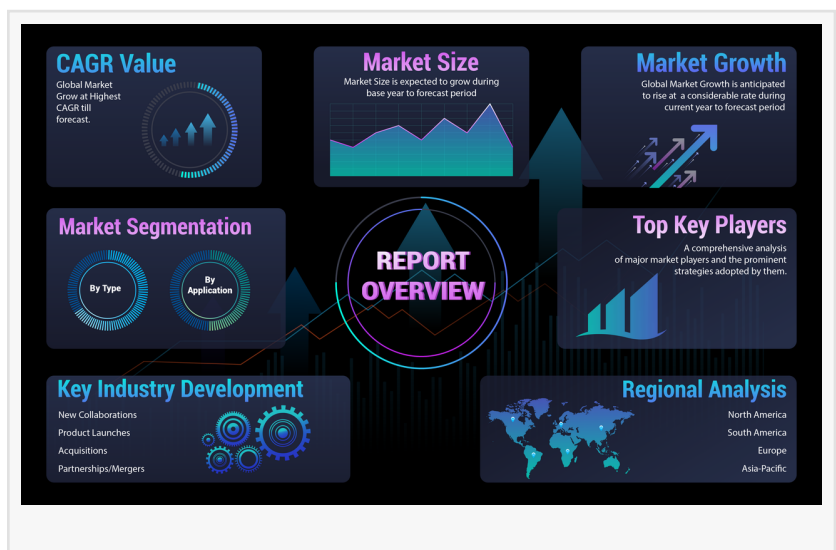 CAGR Value
Global Market
Grow at Highest
CAGR till
forecast.
Market Size
Market Size is expected to grow during
base year to forecast period
Market Growth
Global Market Growth is anticipated
to rise at a considerable rate during
current year to forecast period
Market Segmentation
By Type
By
Application
REPORT
OVERVIEW
Top Key Players
A comprehensive analysis
of major market players and the prominent
strategies adopted by them.
Key Industry Development
New Collaborations
Product Launches
Acquisitions
Partnerships/Mergers
Regional Analysis
North America
South America
Europe
Asia-Pacific